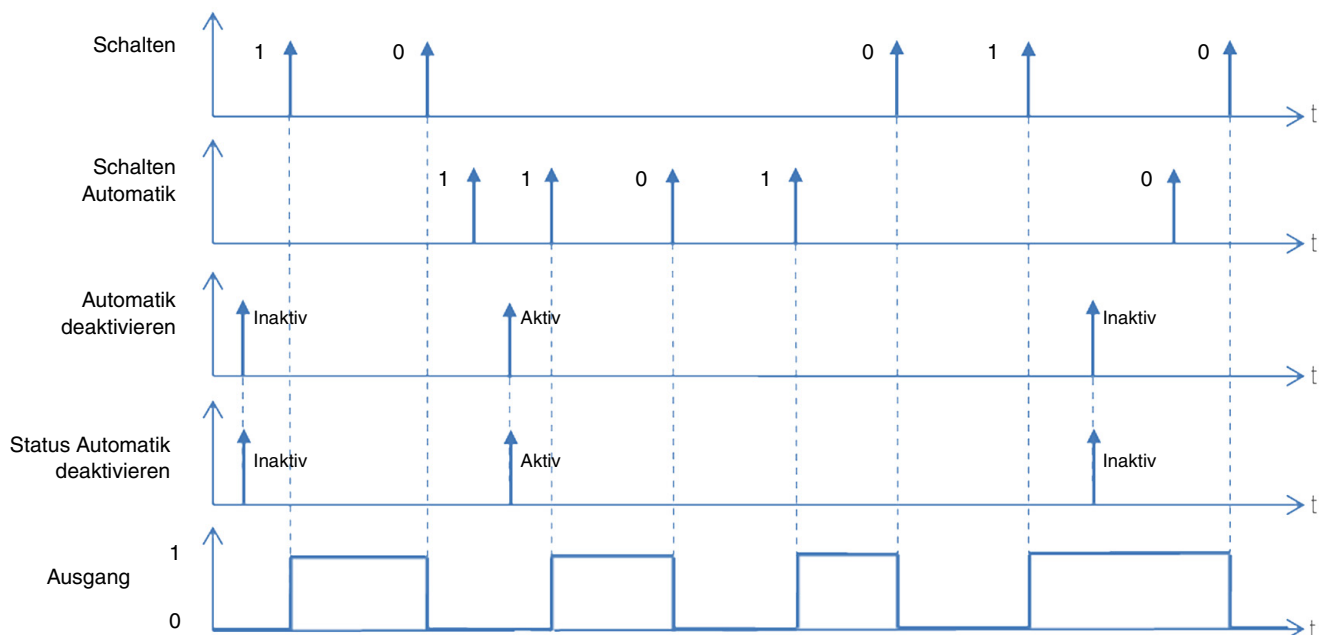 Schalten
1 0 0 1 0
t
Schalten
Automatik
1 1 0 1 0
t
Automatik
deaktivieren
Inaktiv Aktiv Inaktiv
t
Status Automatik
deaktivieren
Inaktiv Aktiv Inaktiv
t
1
Ausgang
0
t